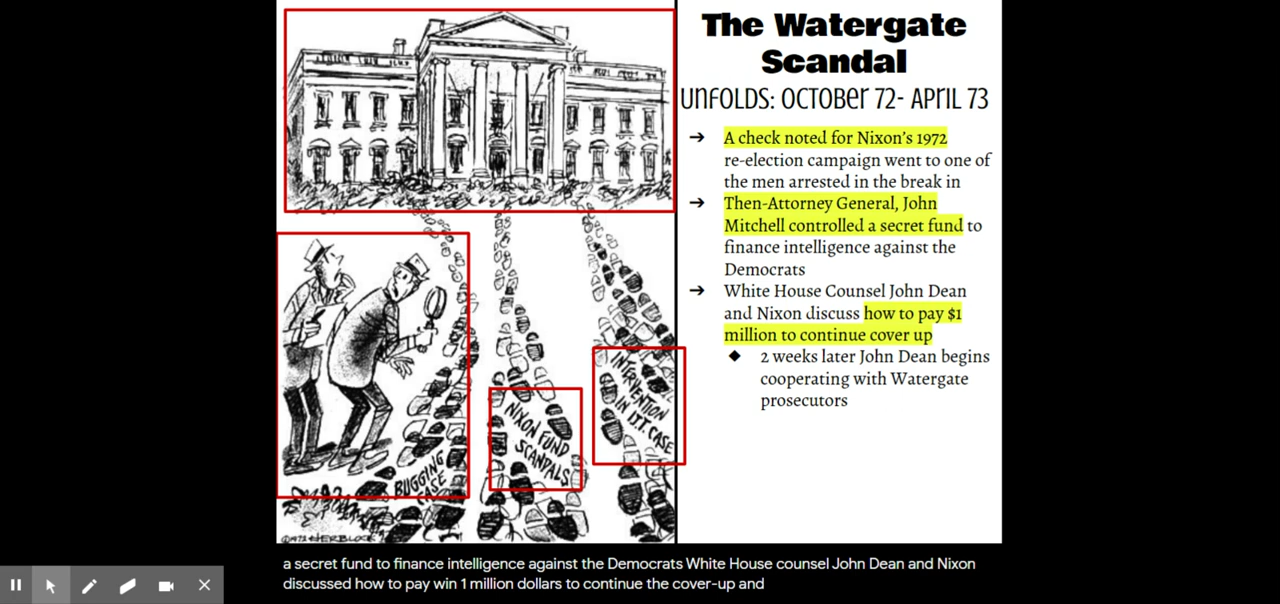 The Watergate
Scandal
UNFOLDS: OCTOBER 72- APRIL 73
➔ A check noted for Nixon's 1972
re-election campaign went to one of
the men arrested in the break in
➔ Then-Attorney General, John
Mitchell controlled a secret fund to
finance intelligence against the
Democrats
➔ White House Counsel John Dean
and Nixon discuss how to pay $1
million to continue cover up
◆ 2 weeks later John Dean begins
cooperating with Watergate
prosecutors
BUGGING
CASE
NIXON FUND
SCANDALS
INTERVENTION
IN I.T.T. CASE
©1972 HERBLOCK
a secret fund to finance intelligence against the Democrats White House counsel John Dean and Nixon
discussed how to pay win 1 million dollars to continue the cover-up and